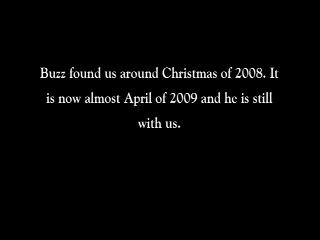 Buzz found us around Christmas of 2008. It
is now almost April of 2009 and he is still
with us.